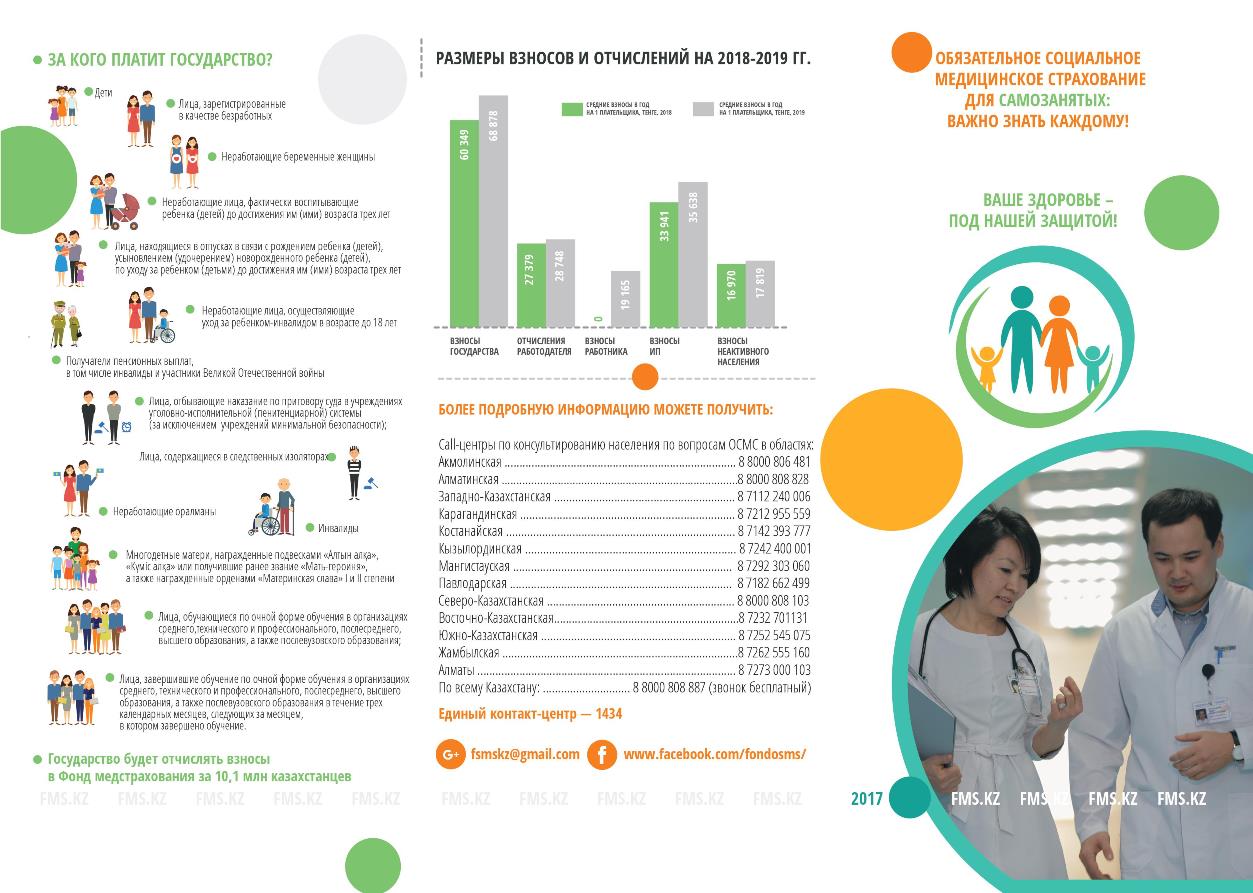 ЗА КОГО ПЛАТИТ ГОСУДАРСТВО?
Дети
Лица, зарегистрированные
в качестве безработных
Неработающие беременные женщины
Неработающие лица, фактически воспитывающие
ребенка (детей) до достижения им (ими) возраста трех лет
Лица, находящиеся в отпусках в связи с рождением ребенка (детей),
усыновлением (удочерением) новорожденного ребенка (детей),
по уходу за ребенком (детьми) до достижения им (ими) возраста трех лет
Неработающие лица, осуществляющие
уход за ребенком-инвалидом в возрасте до 18 лет
Получатели пенсионных выплат,
в том числе инвалиды и участники Великой Отечественной войны
Лица, отбывающие наказание по приговору суда в учреждениях
уголовно-исполнительной (пенитенциарной) системы
(за исключением учреждений минимальной безопасности);
Лица, содержащиеся в следственных изоляторах
Неработающие оралманы
Инвалиды
Многодетные матери, награжденные подвесками «Алтын алқа»,
«Күміс алқа» или получившие ранее звание «Мать-героиня»,
а также награжденные орденами «Материнская слава» I и II степени
Лица, обучающиеся по очной форме обучения в организациях
среднего,технического и профессионального, послесреднего,
высшего образования, а также послевузовского образования;
Лица, завершившие обучение по очной форме обучения в организациях
среднего, технического и профессионального, послесреднего, высшего
образования, а также послевузовского образования в течение трех
календарных месяцев, следующих за месяцем,
в котором завершено обучение.
Государство будет отчислять взносы
в Фонд медстрахования за 10,1 млн казахстанцев
FMS.KZ FMS.KZ FMS.KZ FMS.KZ FMS.KZ
РАЗМЕРЫ ВЗНОСОВ И ОТЧИСЛЕНИЙ НА 2018-2019 ГГ.
СРЕДНИЕ ВЗНОСЫ В ГОД
НА 1 ПЛАТЕЛЬЩИКА, ТЕНГЕ, 2018
СРЕДНИЕ ВЗНОСЫ В ГОД
НА 1 ПЛАТЕЛЬЩИКА, ТЕНГЕ, 2019
60 349
68 878
27 379
28 748
0
19 165
33 941
35 638
16 970
17 819
ВЗНОСЫ
ГОСУДАРСТВА
ОТЧИСЛЕНИЯ
РАБОТОДАТЕЛЯ
ВЗНОСЫ
РАБОТНИКА
ВЗНОСЫ
ИП
ВЗНОСЫ
НЕАКТИВНОГО
НАСЕЛЕНИЯ
БОЛЕЕ ПОДРОБНУЮ ИНФОРМАЦИЮ МОЖЕТЕ ПОЛУЧИТЬ:
Call-центры по консультированию населения по вопросам ОСМС в областях:
Акмолинская ........ 8 8000 806 481
Алматинская ........ 8 8000 808 828
Западно-Казахстанская ........ 8 7112 240 006
Карагандинская ........ 8 7212 955 559
Костанайская ........ 8 7142 393 777
Кызылординская ........ 8 7242 400 001
Мангистауская ........ 8 7292 303 060
Павлодарская ........ 8 7182 662 499
Северо-Казахстанская ........ 8 8000 808 103
Восточно-Казахстанская ........ 8 7232 701131
Южно-Казахстанская ........ 8 7252 545 075
Жамбылская ........ 8 7262 555 160
Алматы ........ 8 7273 000 103
По всему Казахстану: ........ 8 8000 808 887 (звонок бесплатный)
Единый контакт-центр — 1434
G+ fsmskz@gmail.com f www.facebook.com/fondosms/
FMS.KZ FMS.KZ FMS.KZ FMS.KZ FMS.KZ
ОБЯЗАТЕЛЬНОЕ СОЦИАЛЬНОЕ
МЕДИЦИНСКОЕ СТРАХОВАНИЕ
ДЛЯ САМОЗАНЯТЫХ:
ВАЖНО ЗНАТЬ КАЖДОМУ!
ВАШЕ ЗДОРОВЬЕ –
ПОД НАШЕЙ ЗАЩИТОЙ!
2017 FMS.KZ FMS.KZ FMS.KZ FMS.KZ